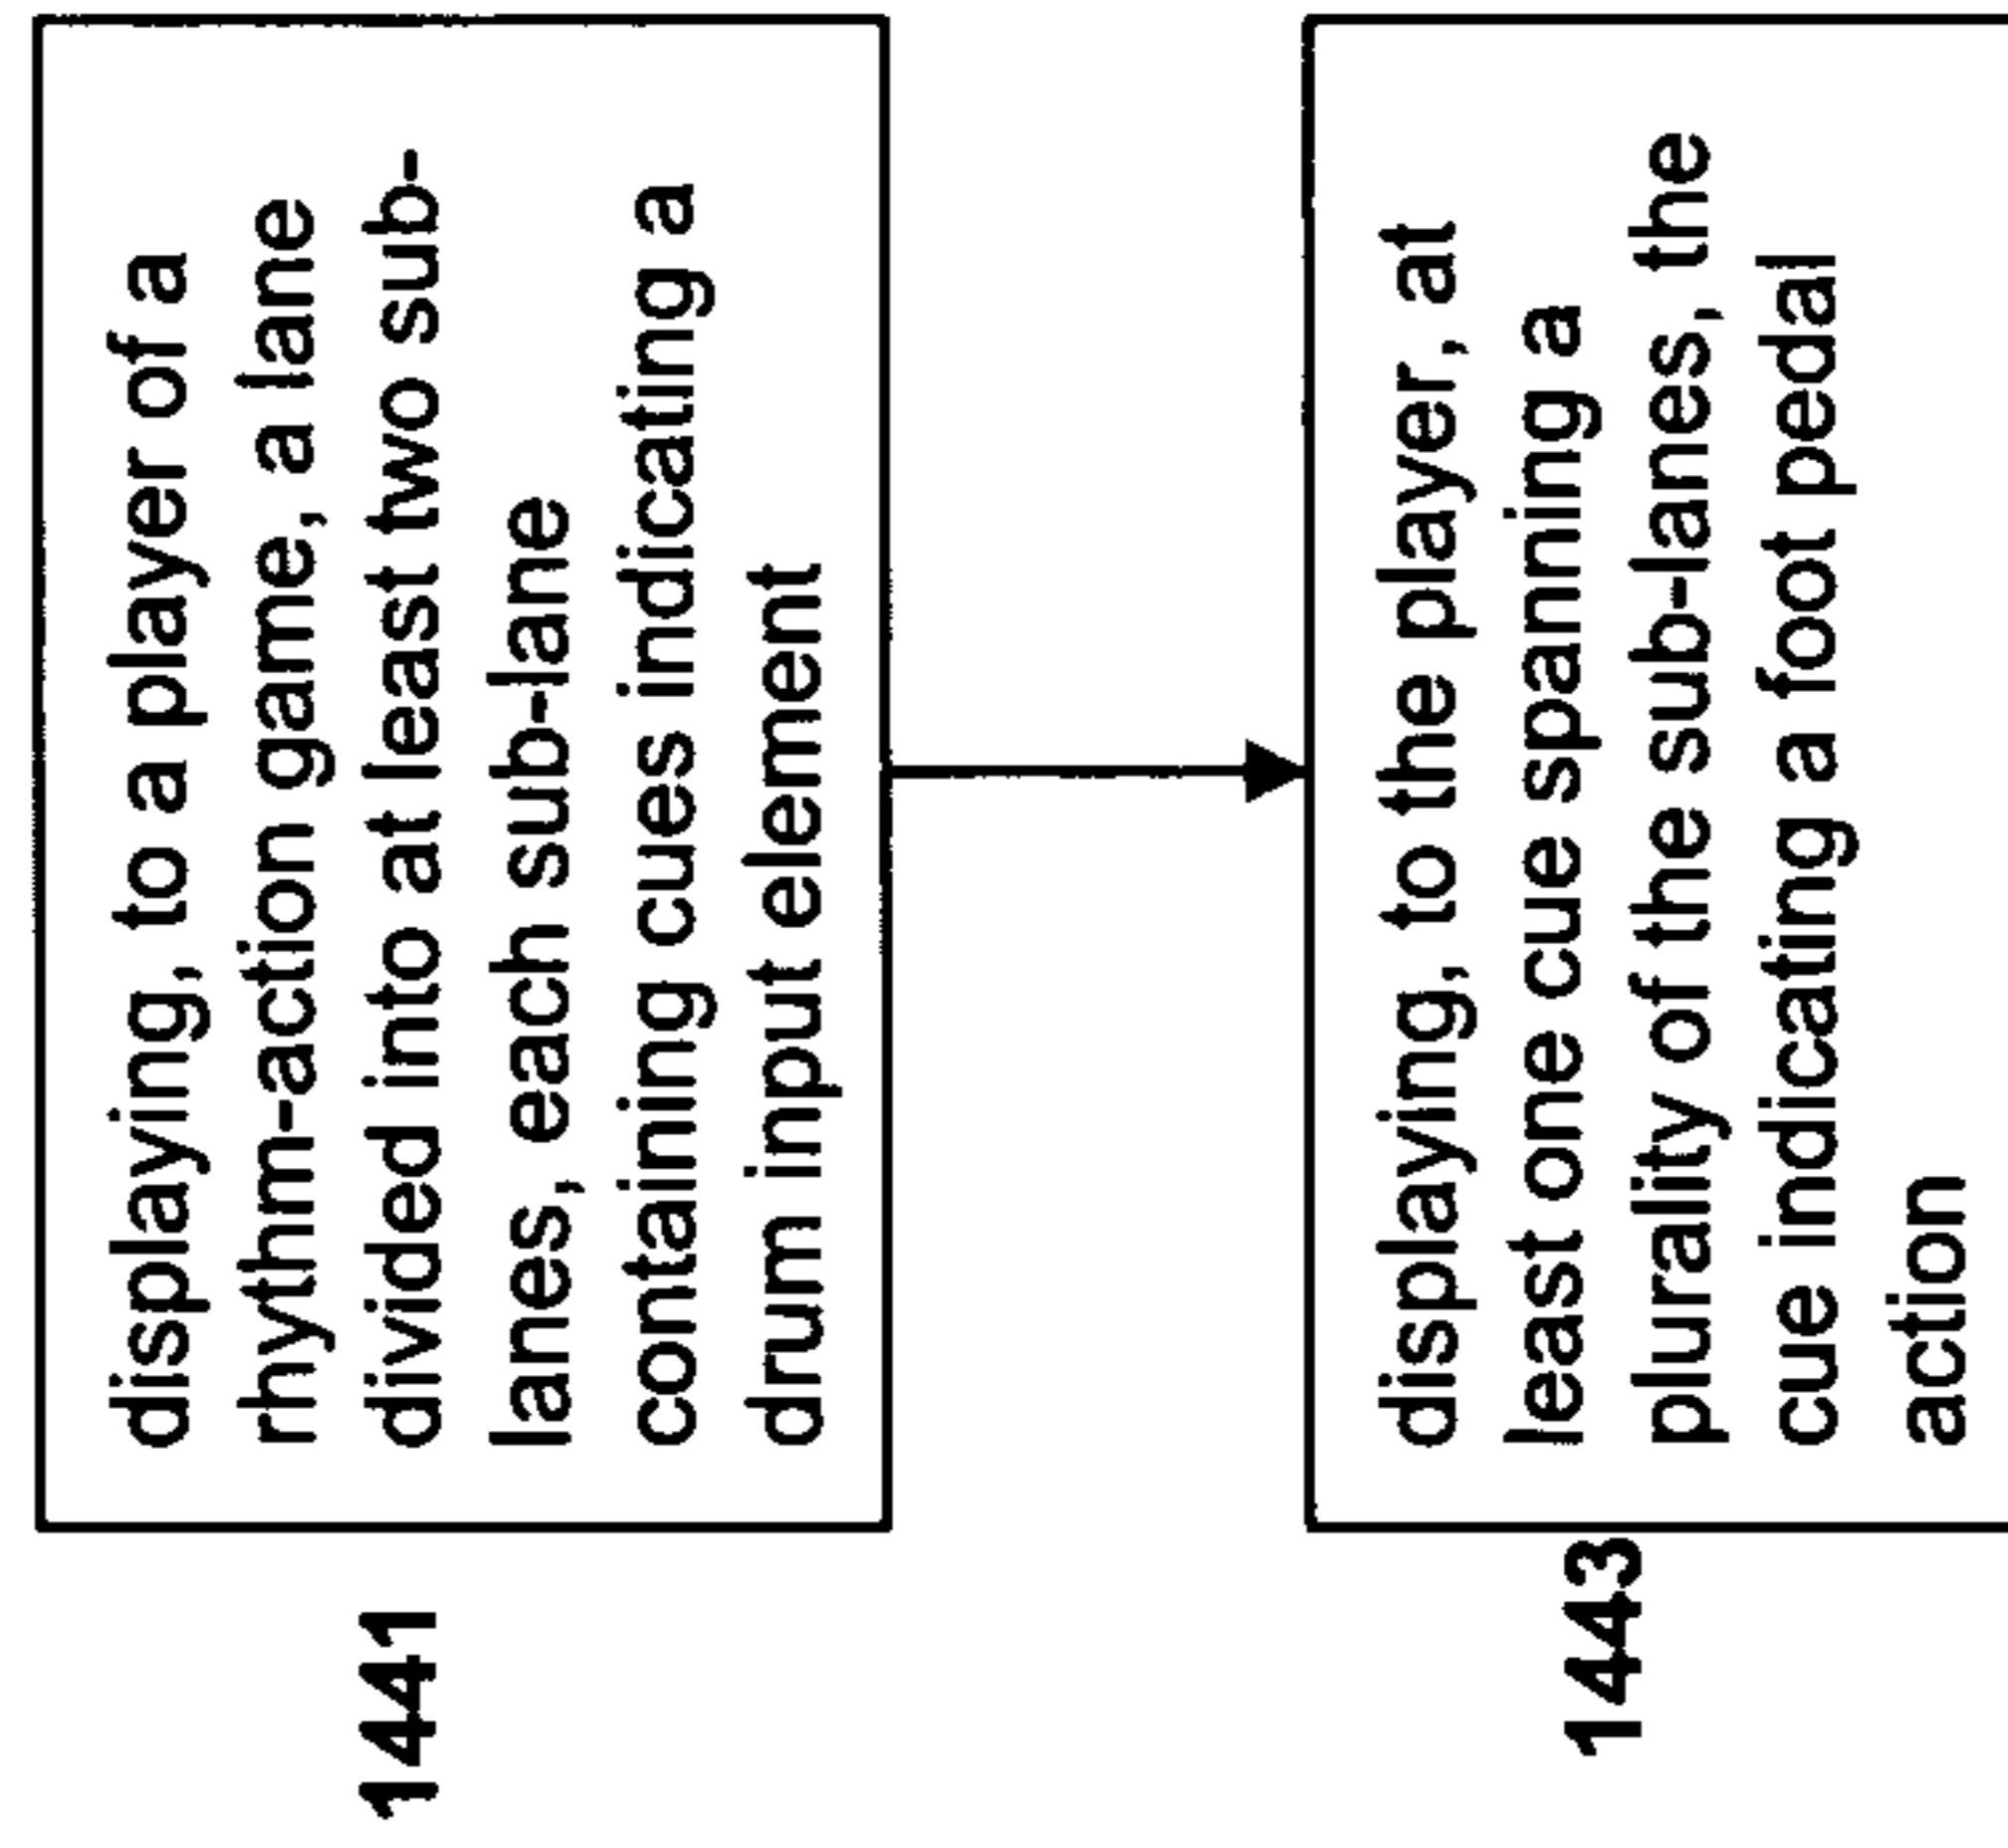 1441
displaying, to a player of a
rhythm-action game, a lane
divided into at least two sub-
lanes, each sub-lane
containing cues indicating a
drum input element
1443
displaying, to the player, at
least one cue spanning a
plurality of the sub-lanes, the
cue indicating a foot pedal
action